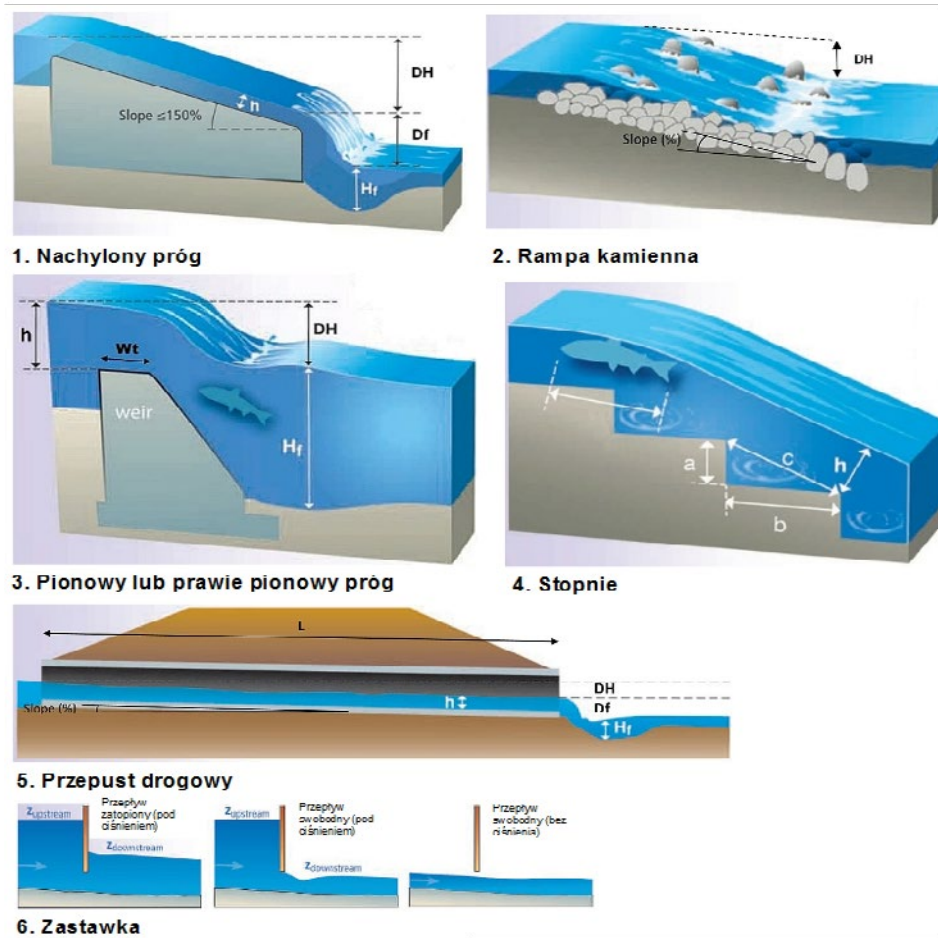 DH
h
Slope ≤150%
Df
Hf
1. Nachylony próg
DH
Slope (%)
2. Rampa kamienna
h
Wt
DH
weir
Hf
3. Pionowy lub prawie pionowy próg
a
c
h
b
4. Stopnie
L
DH
h
Df
Slope (%)
Hf
5. Przepust drogowy
Zupstream
Przepływ
zatopiony (pod
ciśnieniem)
Zdownstream
Zupstream
Przepływ
swobodny (pod
ciśnieniem)
Zdownstream
Przepływ
swobodny (bez
ciśnienia)
6. Zastawka